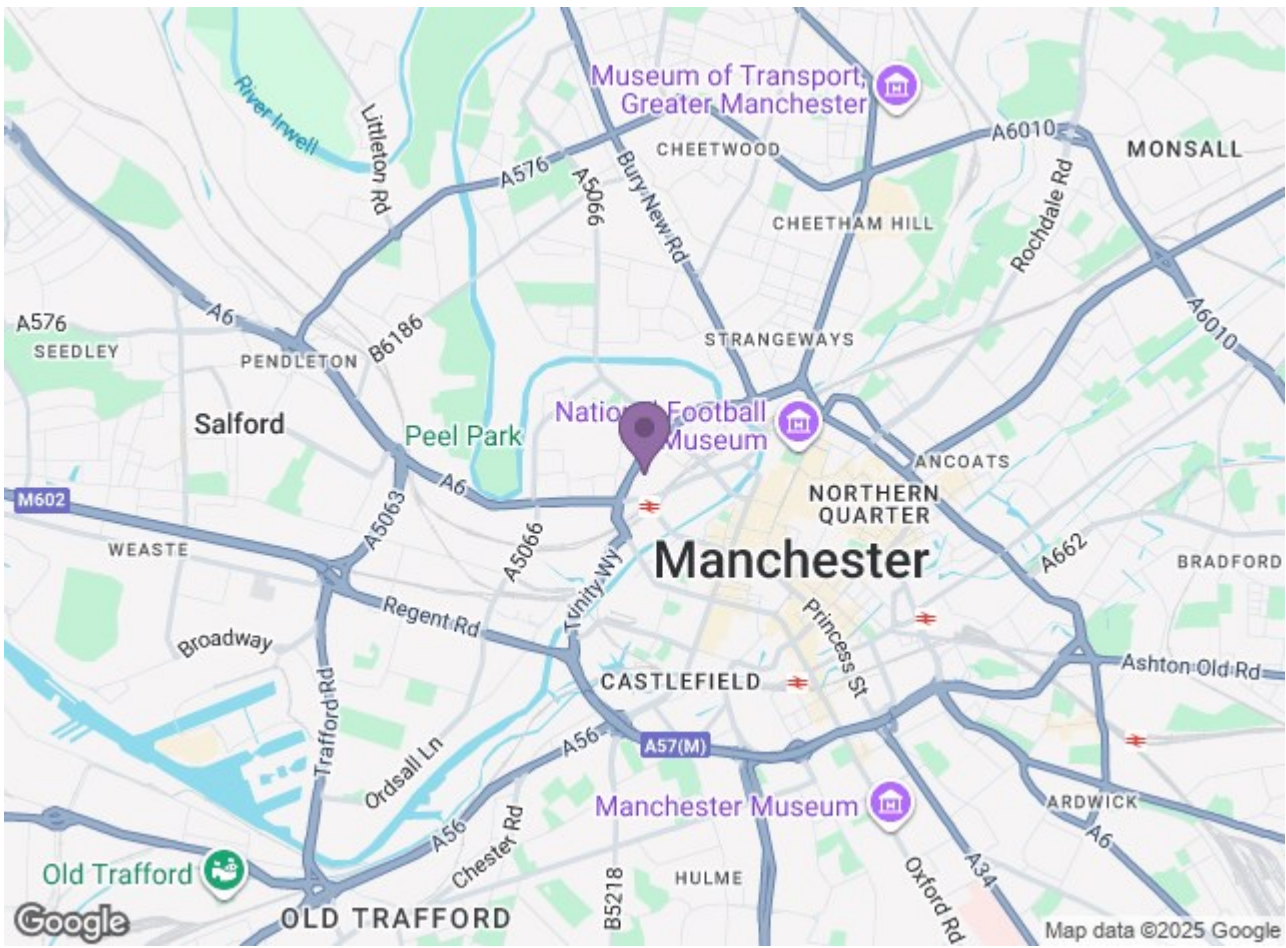 Museum of Transport,
Greater Manchester
River Irwell
Littleton Rd
A576
A5066
CHEETWOOD
Bury New Rd
A6010
MONSALL
CHEETHAM HILL
Rochdale Rd
A6
A576
SEEDLEY
PENDLETON
B6186
STRANGEWAYS
A6010
Salford
Peel Park
National Football
Museum
ANCOATS
M602
A6
A5063
NORTHERN
QUARTER
WEASTE
A5066
Trinity Wy
Manchester
A662
BRADFORD
Regent Rd
Broadway
Princess St
Ashton Old Rd
CASTLEFIELD
Trafford Rd
Ordsall Ln
A56
A57(M)
Manchester Museum
ARDWICK
A56
Chester Rd
A6
Old Trafford
B5218
HULME
Oxford Rd
A34
OLD TRAFFORD
Google
Map data ©2025 Google